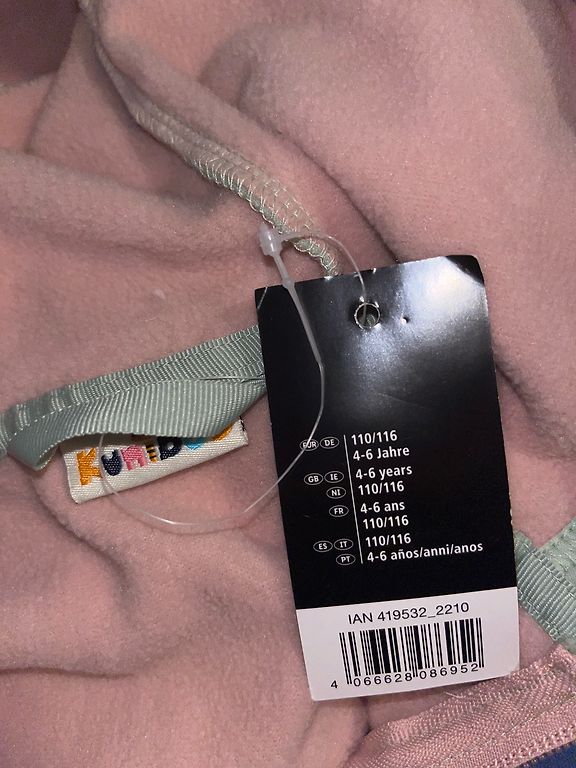 EUR DE 110/116
4-6 Jahre
GB IE 4-6 years
NI 110/116
FR 4-6 ans
110/116
ES IT 110/116
PT 4-6 años/anni/anos
IAN 419532_2210
4 066628 086952